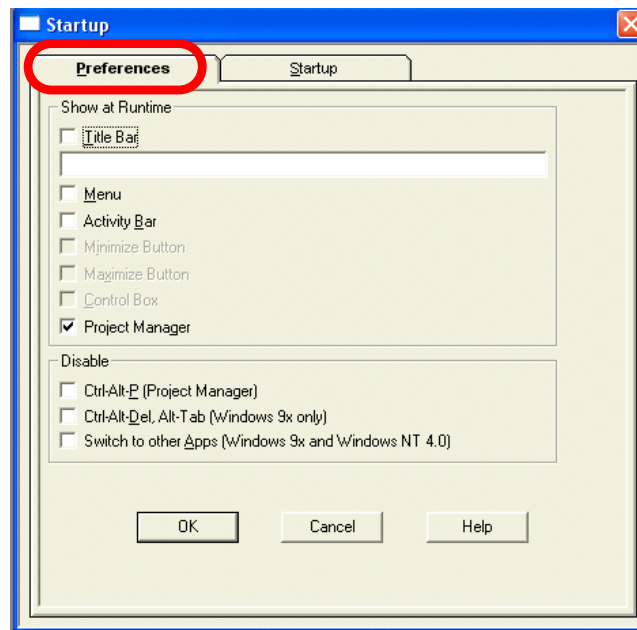 Startup
Preferences
Startup
Show at Runtime
Title Bar
Menu
Activity Bar
Minimize Button
Maximize Button
Control Box
Project Manager
Disable
Ctrl-Alt-P (Project Manager)
Ctrl-Alt-Del, Alt-Tab (Windows 9x only)
Switch to other Apps (Windows 9x and Windows NT 4.0)
OK
Cancel
Help